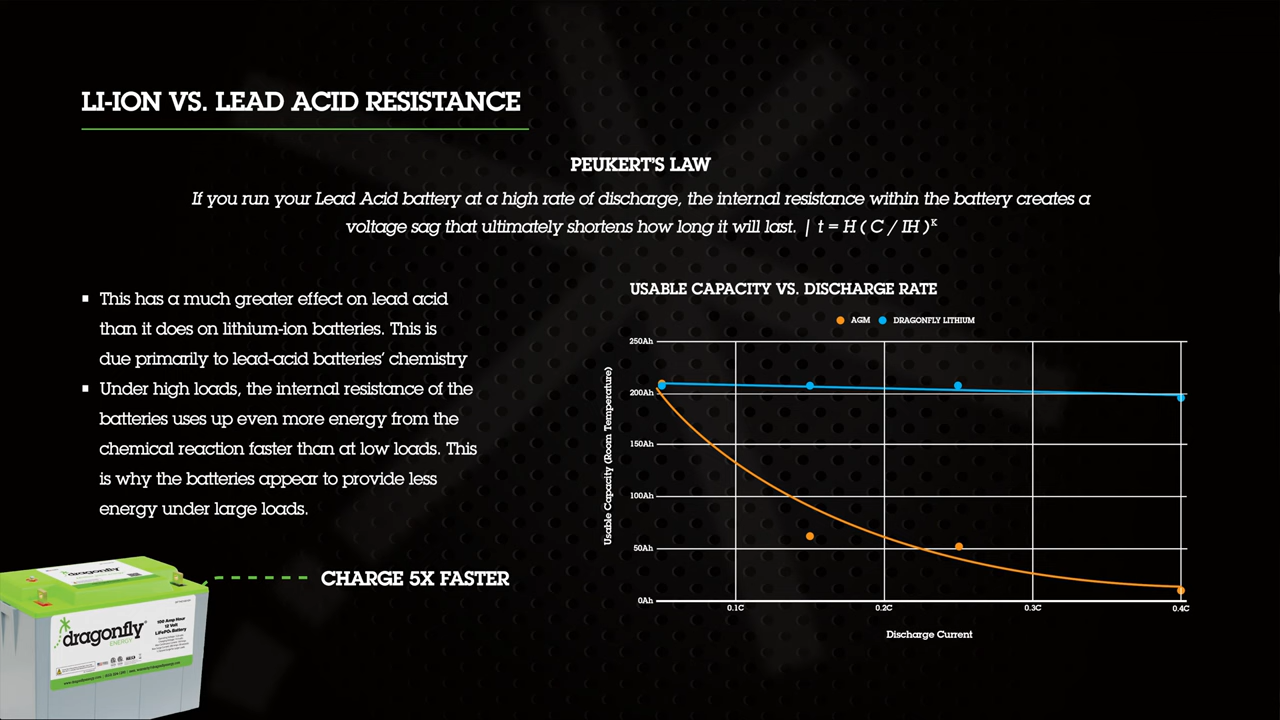 LI-ION VS. LEAD ACID RESISTANCE
PEUKERT'S LAW
If you run your Lead Acid battery at a high rate of discharge, the internal resistance within the battery creates a
voltage sag that ultimately shortens how long it will last. | t = H ( C / IH )ᴷ
▪ This has a much greater effect on lead acid
than it does on lithium-ion batteries. This is
due primarily to lead-acid batteries' chemistry
▪ Under high loads, the internal resistance of the
batteries uses up even more energy from the
chemical reaction faster than at low loads. This
is why the batteries appear to provide less
energy under large loads.
CHARGE 5X FASTER
dragonfly
dragonfly
ENERGY
100 Amp Hour
12 Volt
LiFePO₄ Battery
USABLE CAPACITY VS. DISCHARGE RATE
AGM DRAGONFLY LITHIUM
Usable Capacity (Room Temperature)
250Ah
200Ah
150Ah
100Ah
50Ah
0Ah
0.1C 0.2C 0.3C 0.4C
Discharge Current